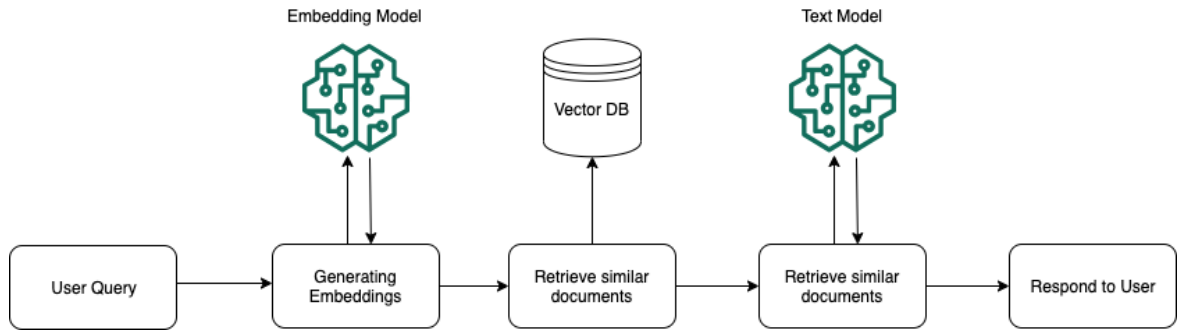 Embedding Model
Text Model
Vector DB
User Query
Generating
Embeddings
Retrieve similar
documents
Retrieve similar
documents
Respond to User